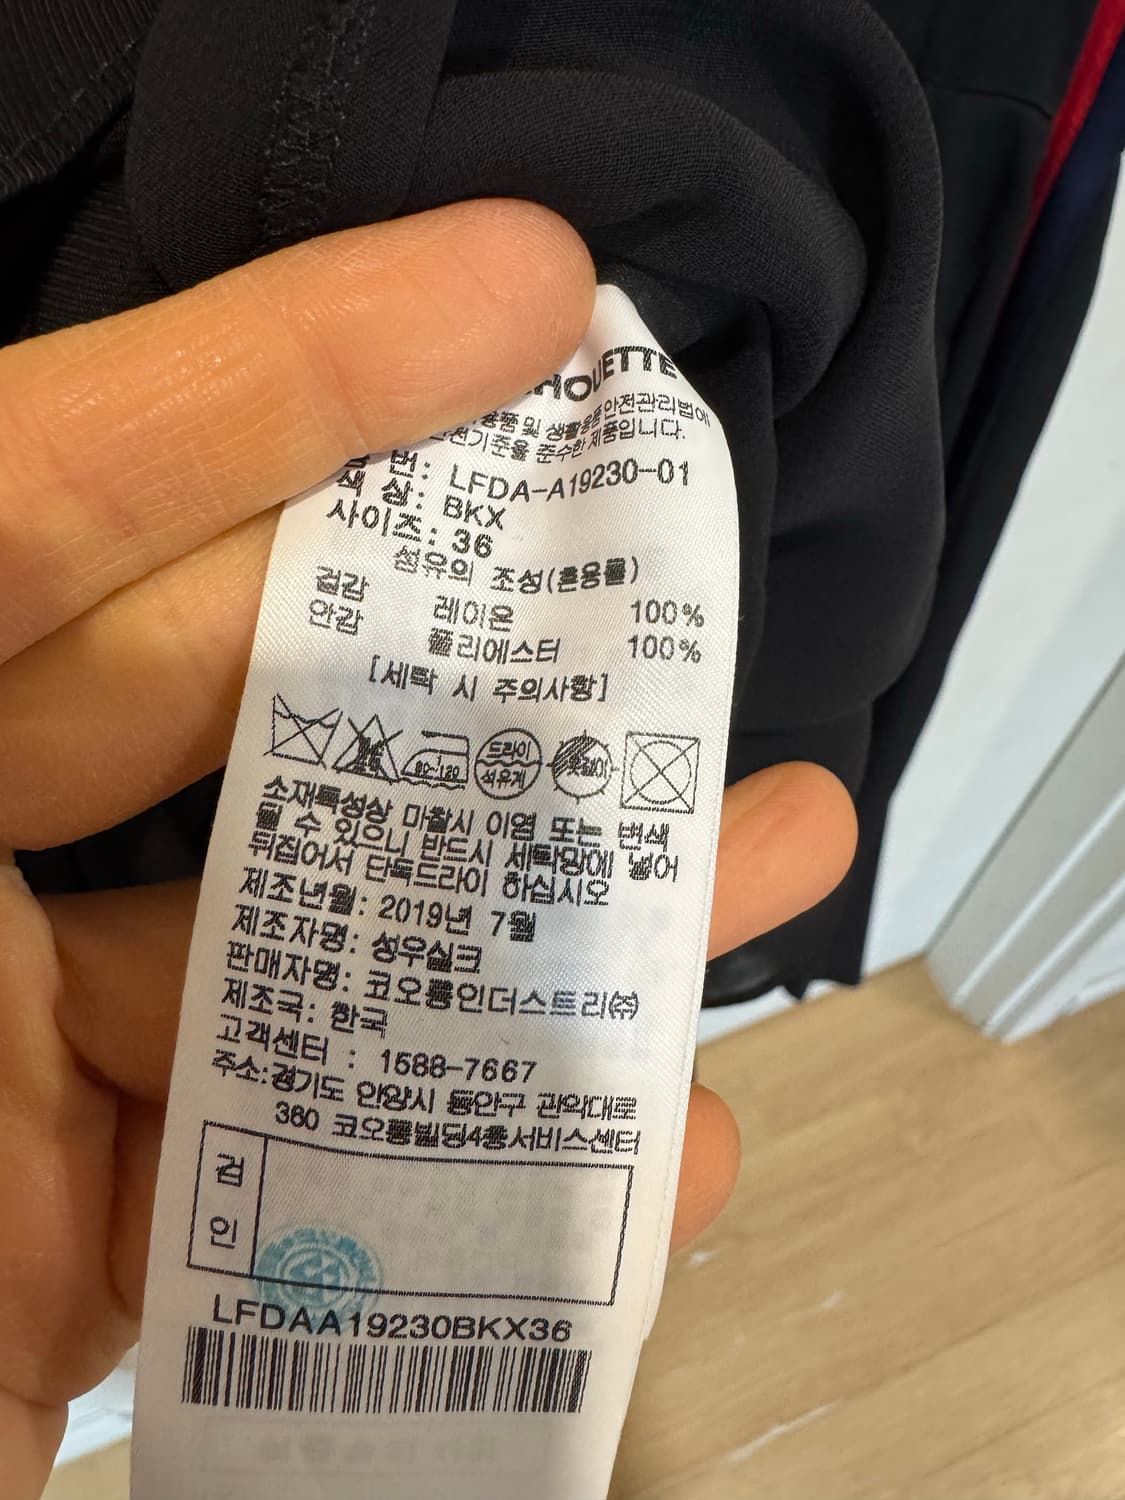 HOUETTE
용품 및 생활용품안전관리법에
안전기준을 준수한 제품입니다.
품 번: LFDA-A19230-01
색 상: BKX
사이즈: 36
섬유의 조성(혼용률)
겉감 레이온 100%
안감 폴리에스터 100%
[세탁 시 주의사항]
80~120 드라이 석유계 옷걸이
소재특성상 마찰시 이염 또는 변색
될 수 있으니 반드시 세탁망에 넣어
뒤집어서 단독드라이 하십시오
제조년월: 2019년 7월
제조자명: 성우실크
판매자명: 코오롱인더스트리㈜
제조국: 한국
고객센터 : 1588-7667
주소:경기도 안양시 동안구 관악대로
360 코오롱빌딩4층서비스센터
검
인
LFDAA19230BKX36